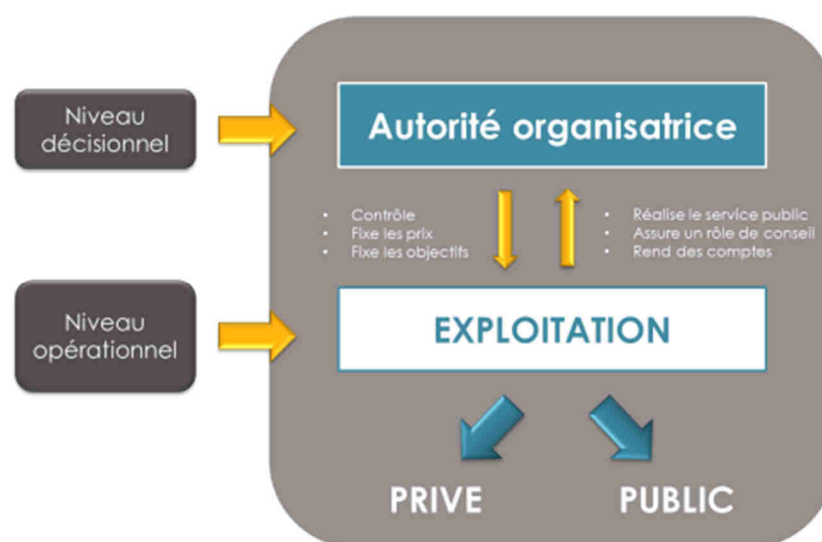 Niveau
décisionnel
Autorité organisatrice
• Contrôle
• Fixe les prix
• Fixe les objectifs
• Réalise le service public
• Assure un rôle de conseil
• Rend des comptes
Niveau
opérationnel
EXPLOITATION
PRIVE
PUBLIC